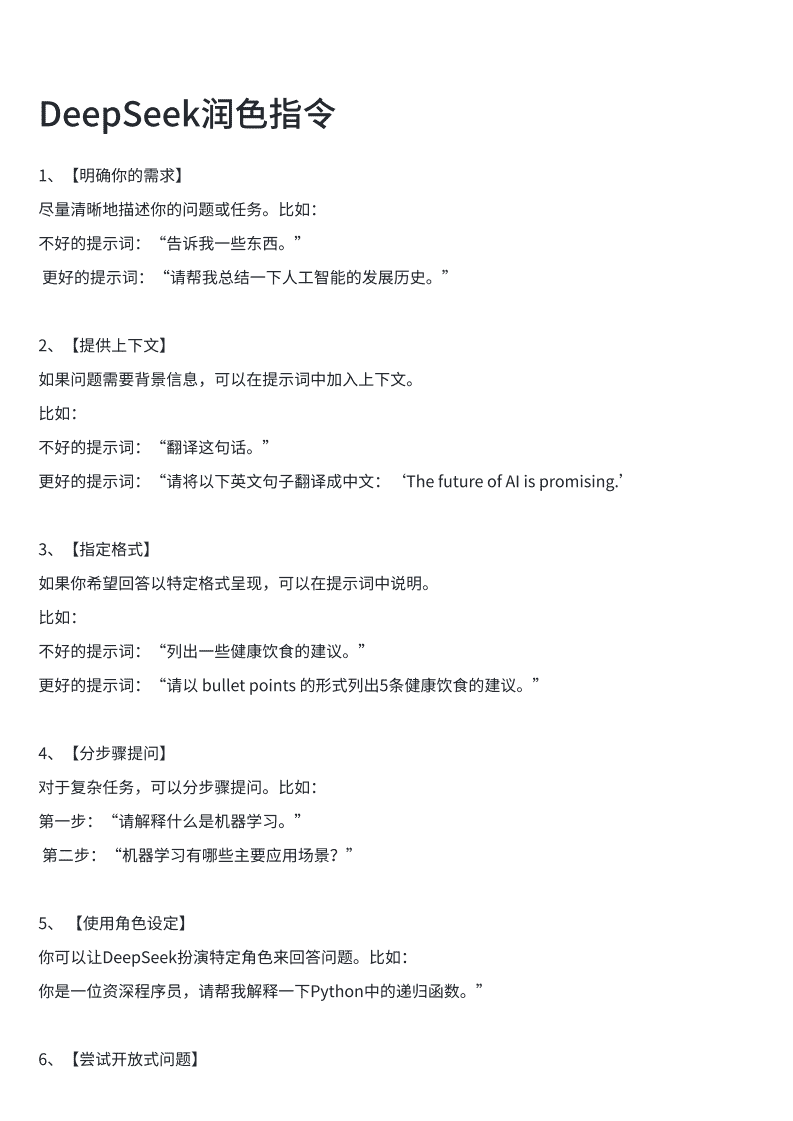 DeepSeek润色指令
1、【明确你的需求】
尽量清晰地描述你的问题或任务。比如：
不好的提示词：“告诉我一些东西。”
更好的提示词：“请帮我总结一下人工智能的发展历史。”
2、【提供上下文】
如果问题需要背景信息，可以在提示词中加入上下文。
比如：
不好的提示词：“翻译这句话。”
更好的提示词：“请将以下英文句子翻译成中文：‘The future of AI is promising.’
3、【指定格式】
如果你希望回答以特定格式呈现，可以在提示词中说明。
比如：
不好的提示词：“列出一些健康饮食的建议。”
更好的提示词：“请以 bullet points 的形式列出5条健康饮食的建议。”
4、【分步骤提问】
对于复杂任务，可以分步骤提问。比如：
第一步：“请解释什么是机器学习。”
第二步：“机器学习有哪些主要应用场景？”
5、 【使用角色设定】
你可以让DeepSeek扮演特定角色来回答问题。比如：
你是一位资深程序员，请帮我解释一下Python中的递归函数。”
6、【尝试开放式问题】